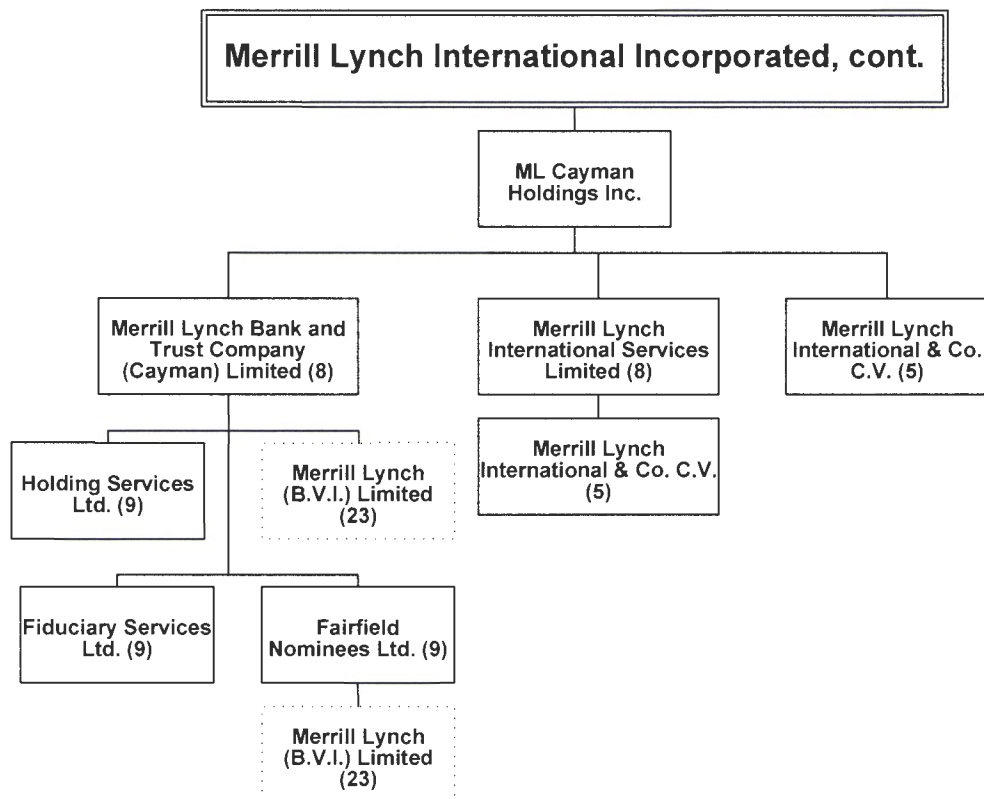 Merrill Lynch International Incorporated, cont.
ML Cayman
Holdings Inc.
Merrill Lynch Bank and
Trust Company
(Cayman) Limited (8)
Merrill Lynch
International Services
Limited (8)
Merrill Lynch
International & Co.
C.V. (5)
Merrill Lynch
International & Co. C.V.
(5)
Holding Services
Ltd. (9)
Merrill Lynch
(B.V.I.) Limited
(23)
Fiduciary Services
Ltd. (9)
Fairfield
Nominees Ltd. (9)
Merrill Lynch
(B.V.I.) Limited
(23)